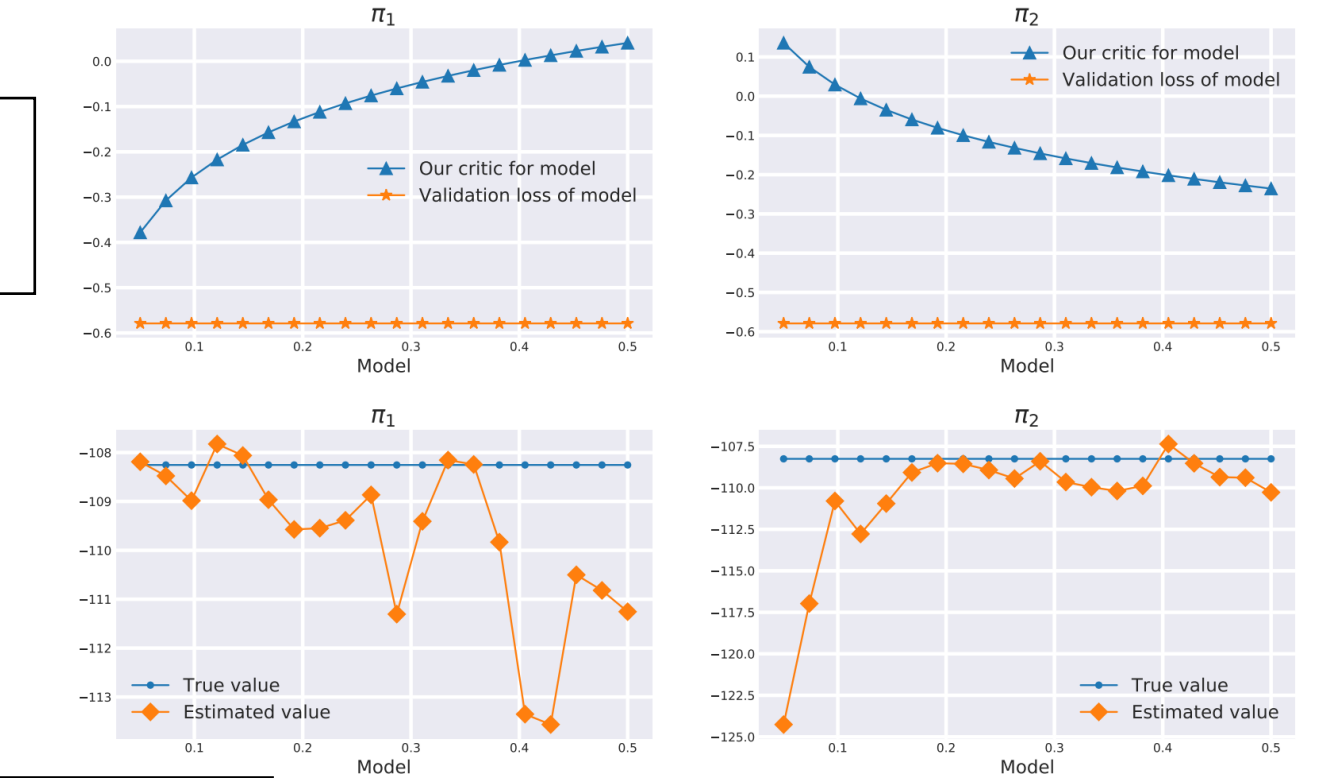 π₁
0.0
−0.1
−0.2
−0.3
−0.4
−0.5
−0.6
Our critic for model
Validation loss of model
0.1 0.2 0.3 0.4 0.5
Model
π₂
0.1
0.0
−0.1
−0.2
−0.3
−0.4
−0.5
−0.6
Our critic for model
Validation loss of model
0.1 0.2 0.3 0.4 0.5
Model
π₁
−108
−109
−110
−111
−112
−113
True value
Estimated value
0.1 0.2 0.3 0.4 0.5
Model
π₂
−107.5
−110.0
−112.5
−115.0
−117.5
−120.0
−122.5
−125.0
True value
Estimated value
0.1 0.2 0.3 0.4 0.5
Model